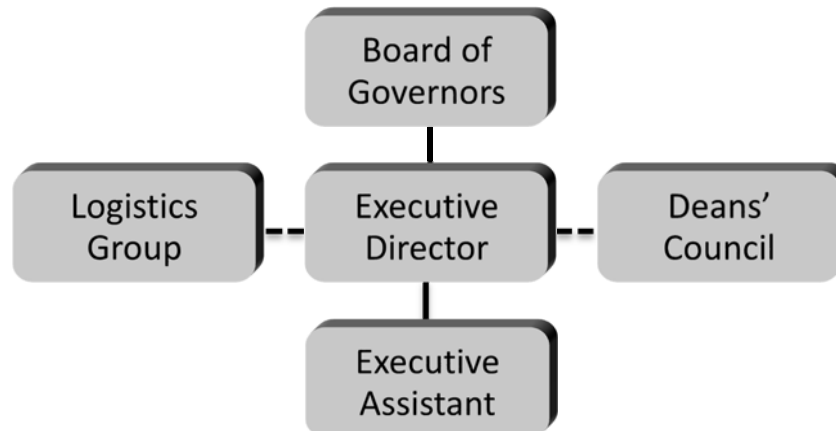 Board of
Governors
Logistics
Group
Executive
Director
Deans’
Council
Executive
Assistant